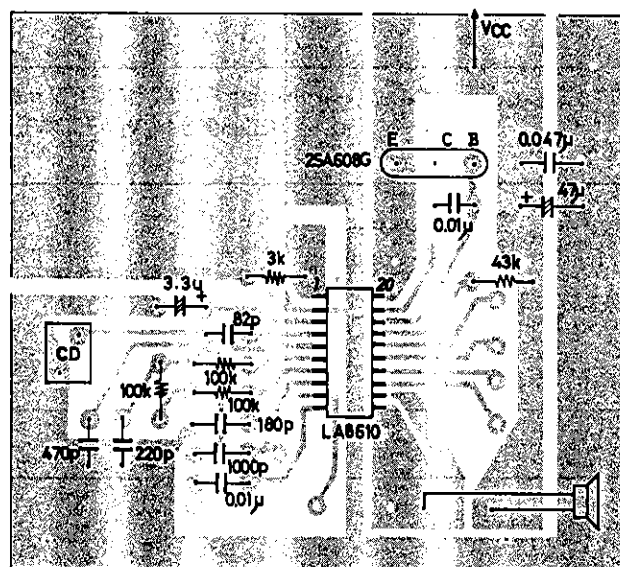 VCC
E C B
2SA608G
0.047μ
+ 47μ
0.01μ
3k
43k
3.3μ
+
1
20
82p
CD
100k
100k
100k
180p
LA8610
470p
220p
1000p
0.01μ